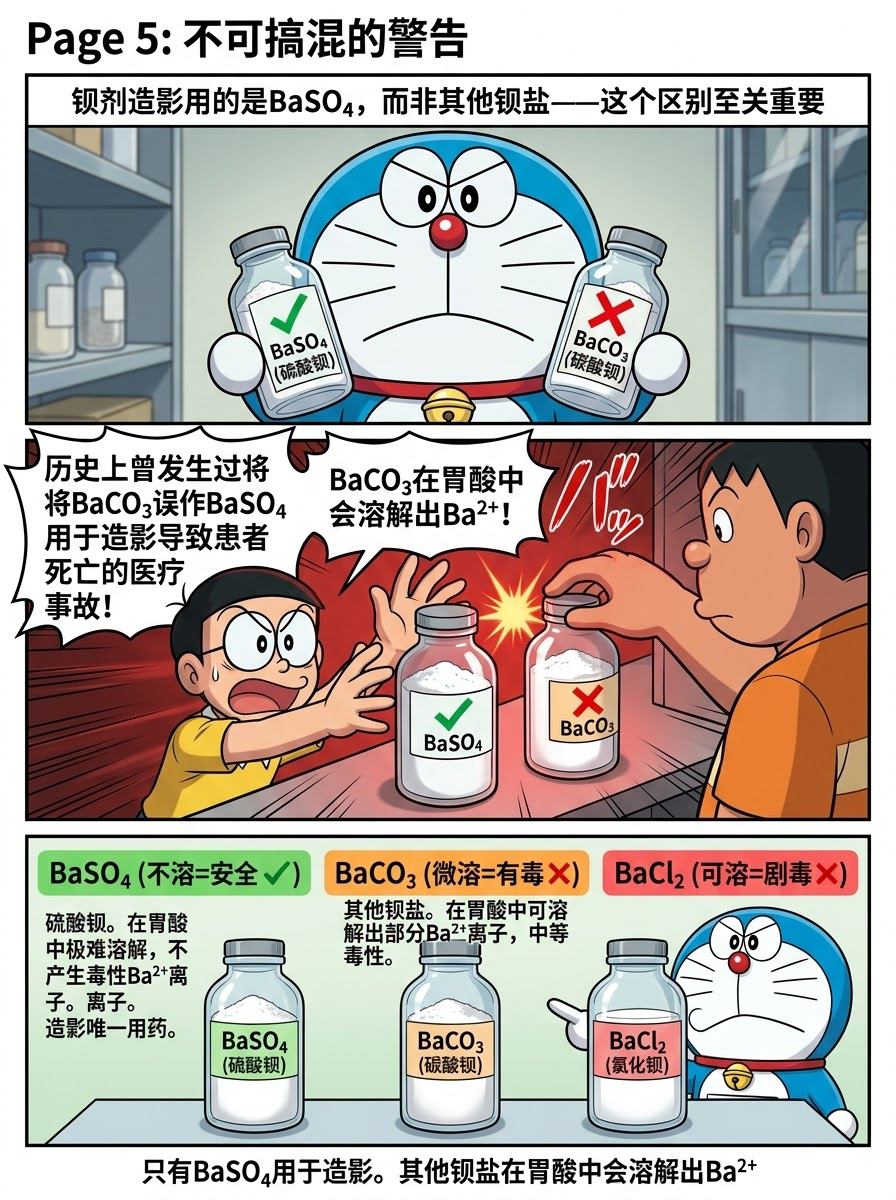 Page 5: 不可搞混的警告
钡剂造影用的是BaSO₄，而非其他钡盐——这个区别至关重要
BaSO₄
(硫酸钡)
BaCO₃
(碳酸钡)
历史上曾发生过将
将BaCO₃误作BaSO₄
用于造影导致患者
死亡的医疗
事故！
BaCO₃在胃酸中
会溶解出Ba²⁺！
BaSO₄
BaCO₃
BaSO₄ (不溶=安全✓)
BaCO₃ (微溶=有毒✗)
BaCl₂ (可溶=剧毒✗)
硫酸钡。在胃酸
中极难溶解，不
产生毒性Ba²⁺离
子。离子。
造影唯一用药。
其他钡盐。在胃酸中可溶
解出部分Ba²⁺离子，中等
毒性。
BaSO₄
(硫酸钡)
BaCO₃
(碳酸钡)
BaCl₂
(氯化钡)
只有BaSO₄用于造影。其他钡盐在胃酸中会溶解出Ba²⁺